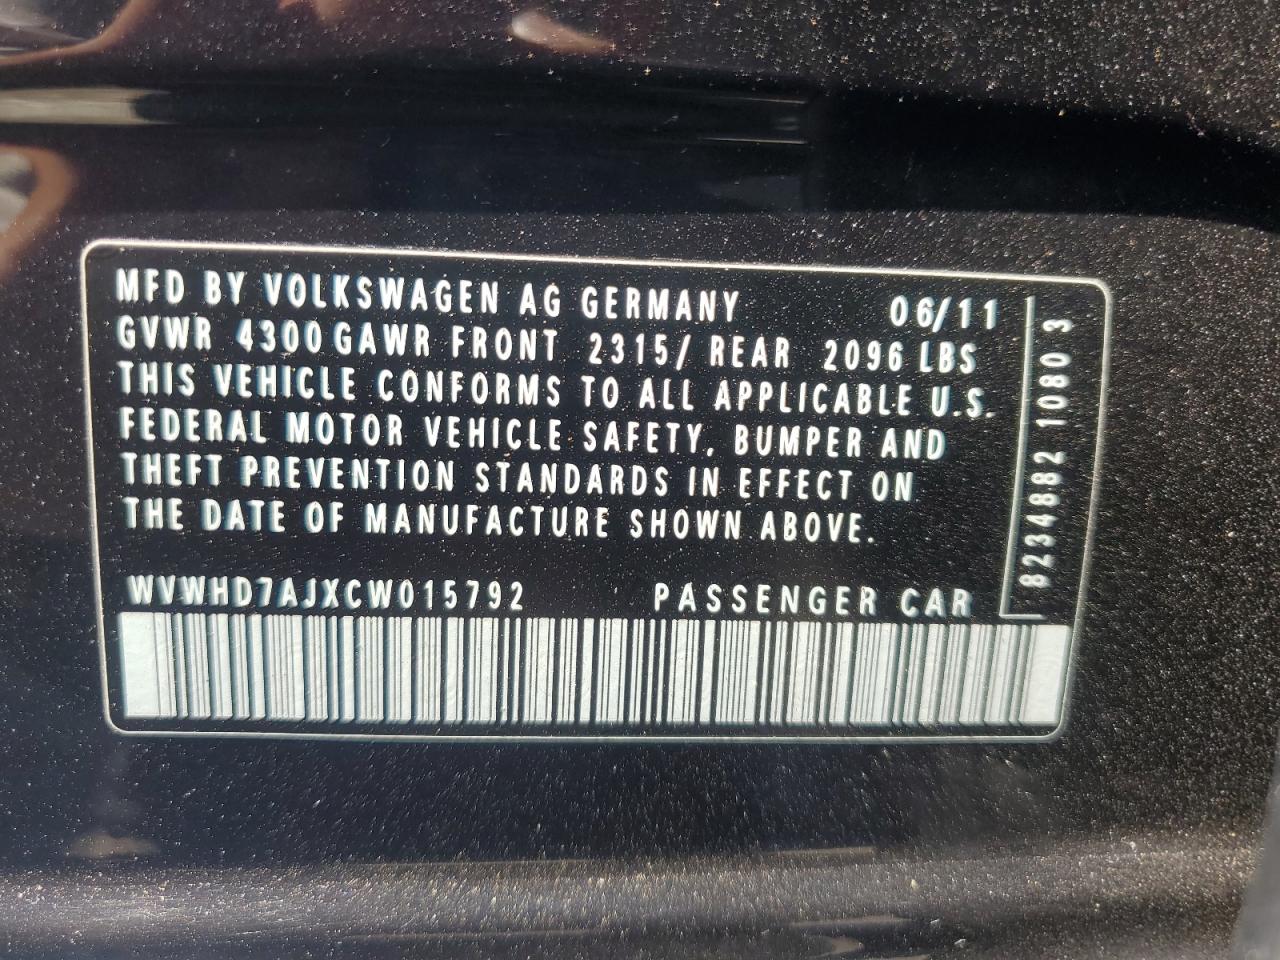 MFD BY VOLKSWAGEN AG GERMANY 06/11
GVWR 4300 GAWR FRONT 2315/ REAR 2096 LBS
THIS VEHICLE CONFORMS TO ALL APPLICABLE U.S.
FEDERAL MOTOR VEHICLE SAFETY, BUMPER AND
THEFT PREVENTION STANDARDS IN EFFECT ON
THE DATE OF MANUFACTURE SHOWN ABOVE.
WVWHD7AJXCW015792 PASSENGER CAR
8234882 1080 3